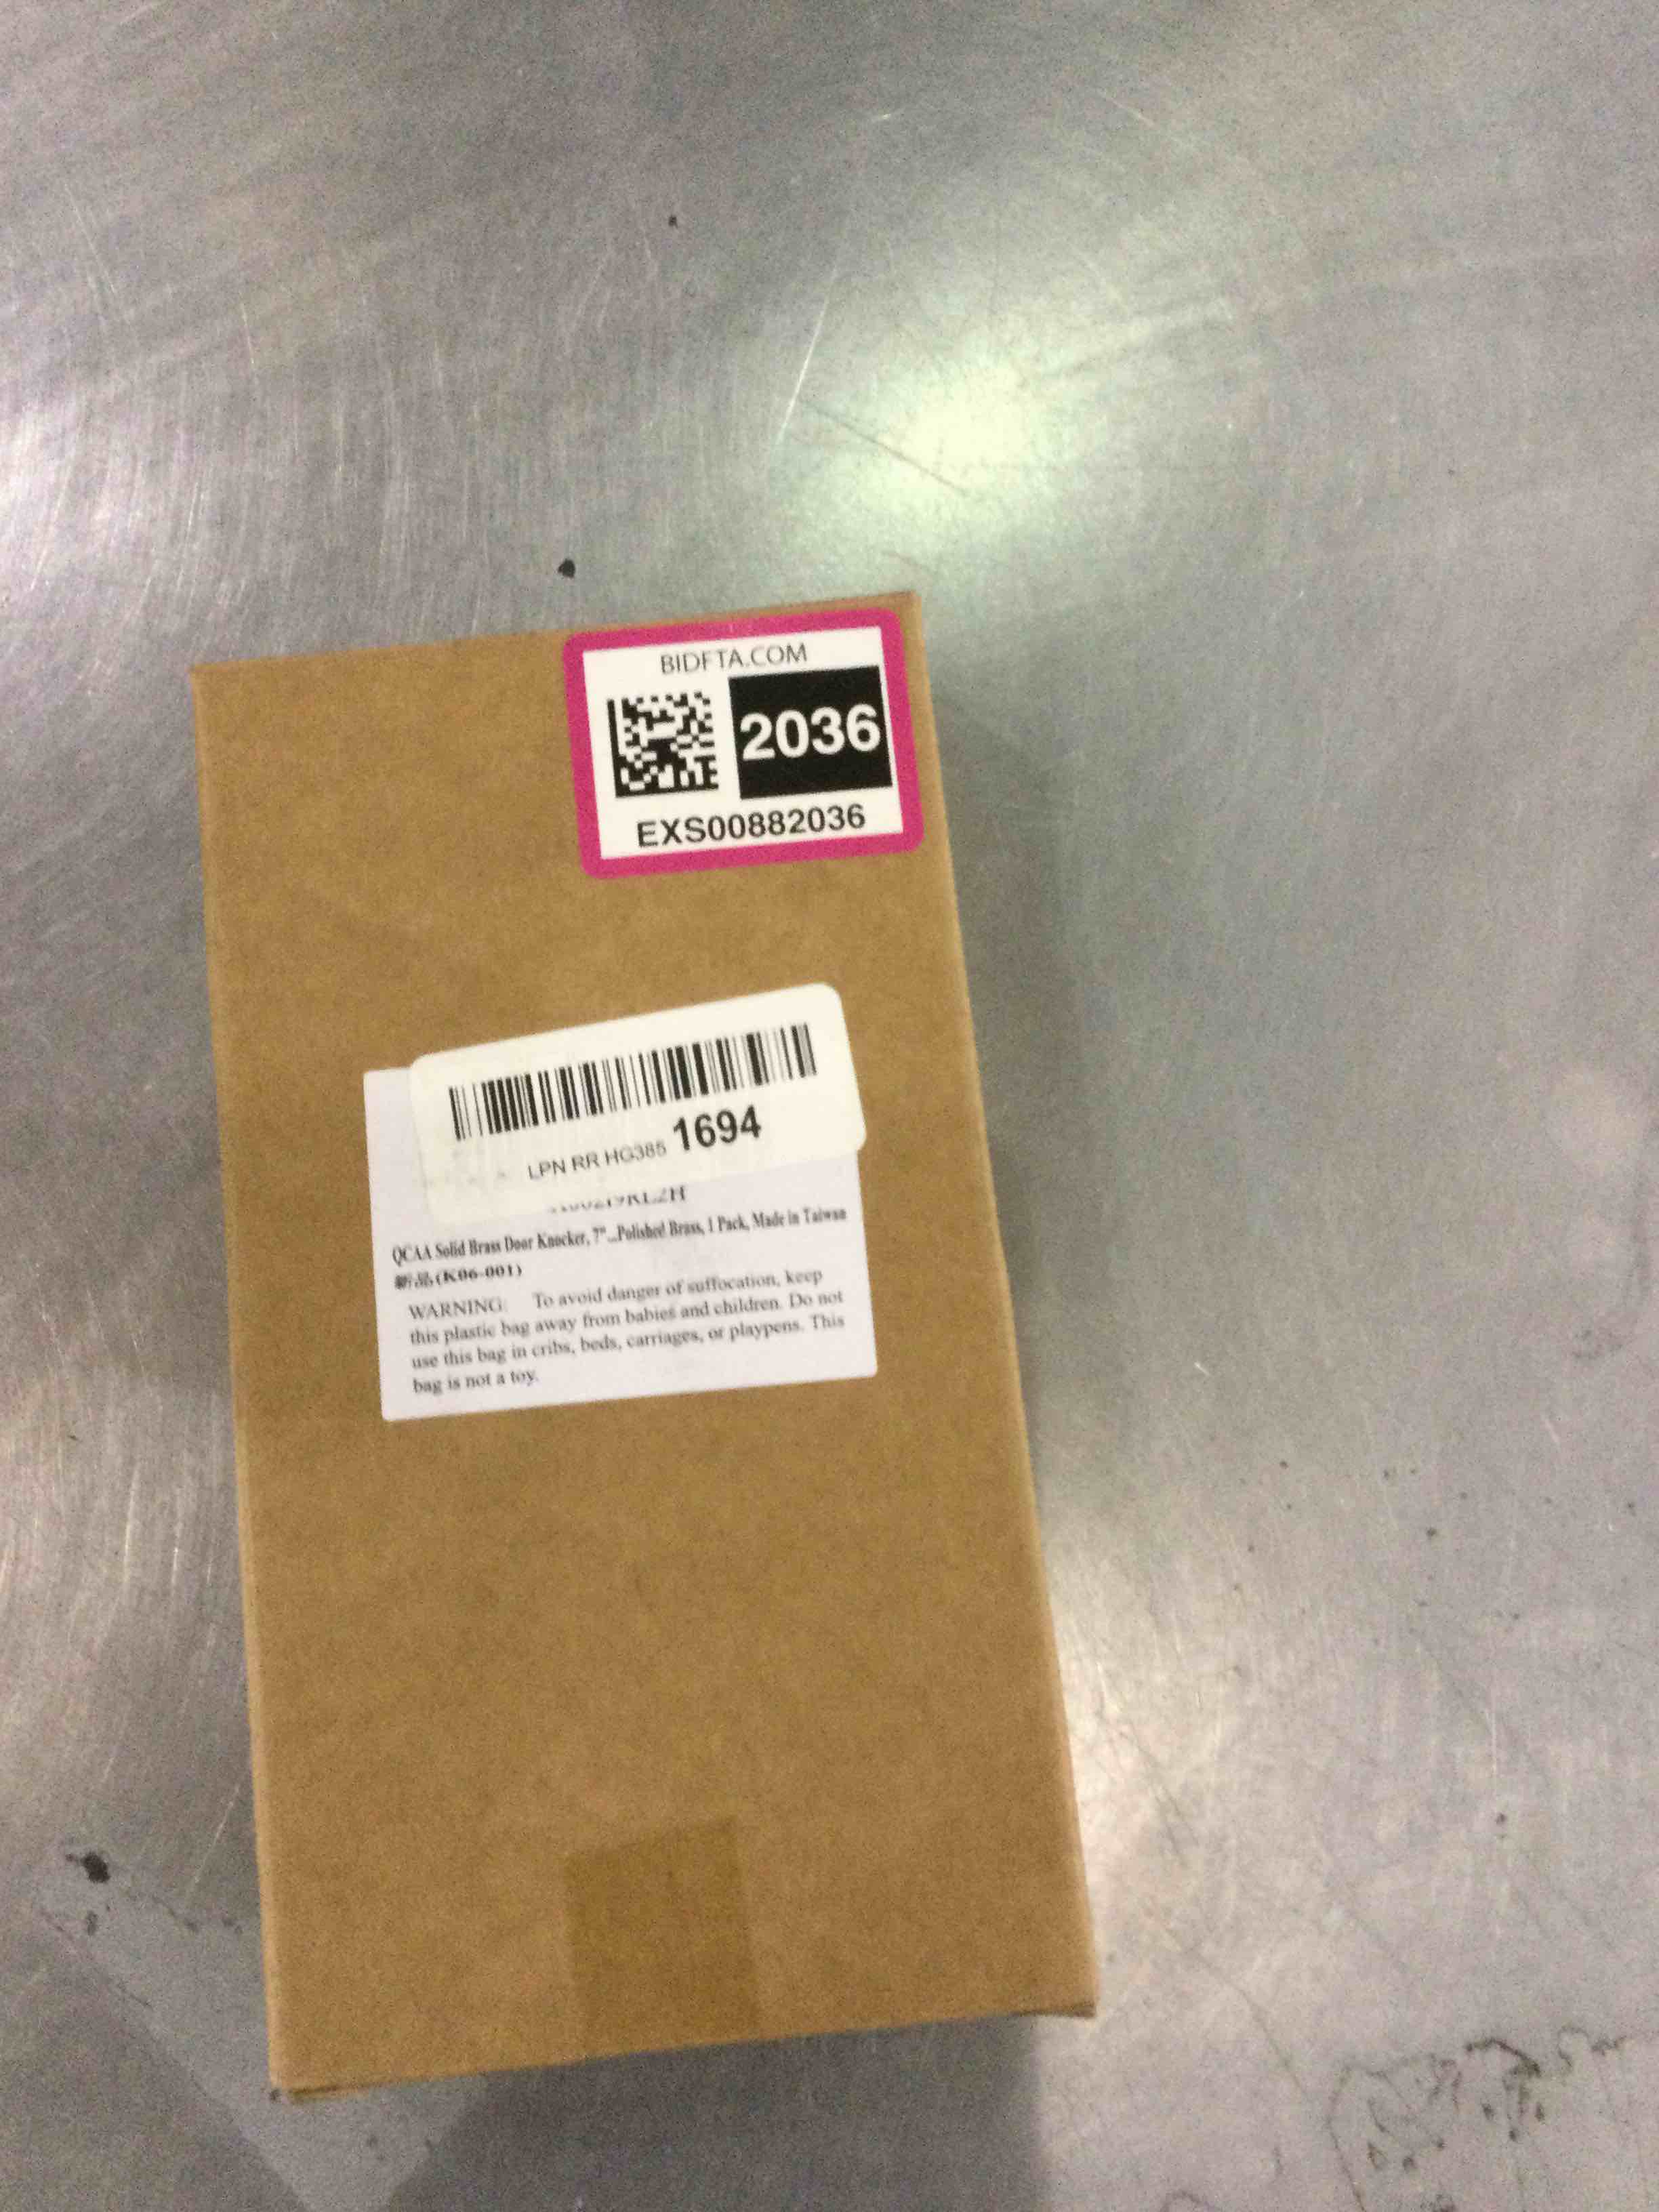 BIDFTA.COM
2036
EXS00882036
LPN RR HG385 1694
QCAA Solid Brass Door Knocker, 7"...Polished Brass, 1 Pack, Made in Taiwan
新品(K06-001)
WARNING: To avoid danger of suffocation, keep
this plastic bag away from babies and children. Do not
use this bag in cribs, beds, carriages, or playpens. This
bag is not a toy.